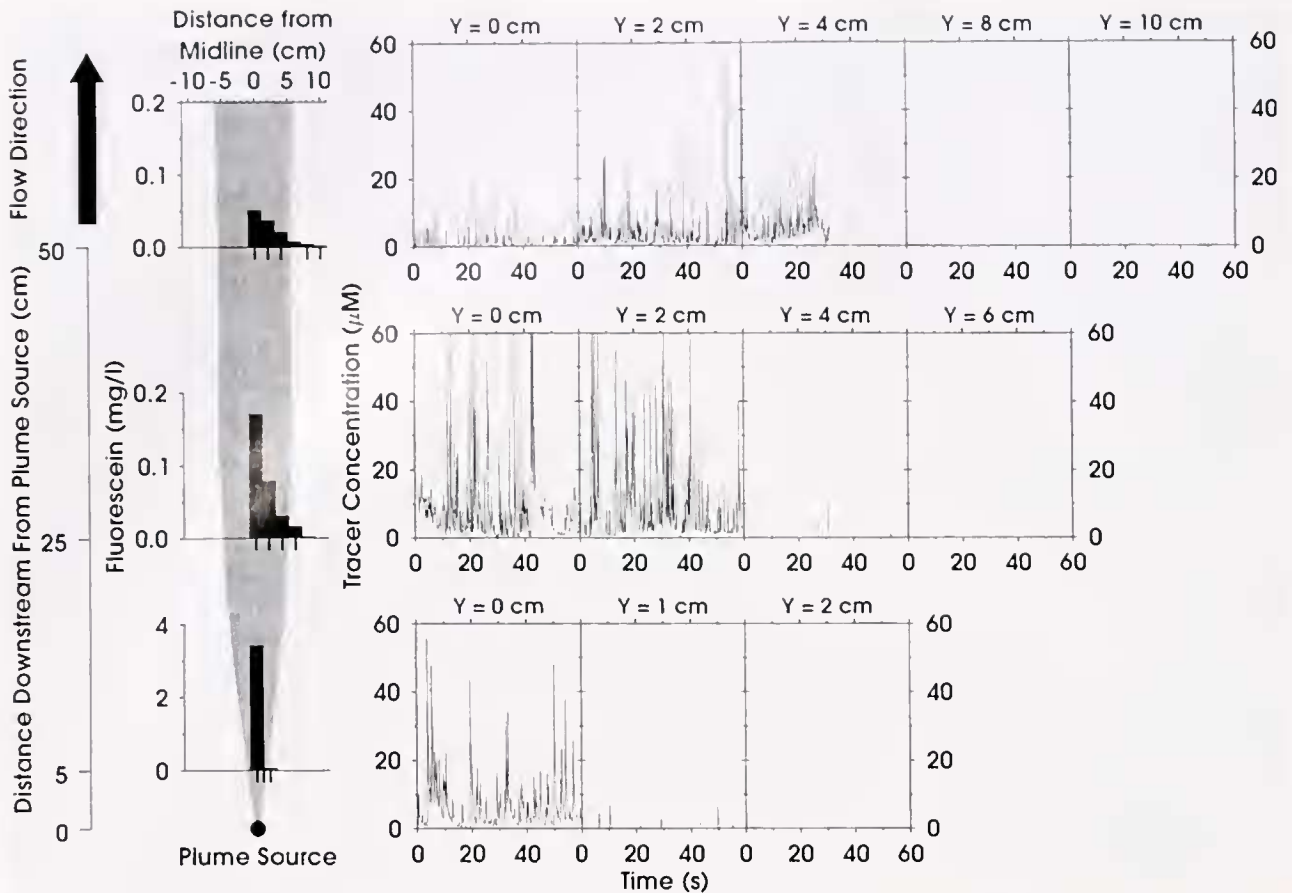 Distance from
Midline (cm)
-10 -5 0 5 10
Flow Direction
Distance Downstream From Plume Source (cm)
50
25
5
0
Fluorescein (mg/l)
0.2
0.1
0.0
0.2
0.1
0.0
4
2
0
Plume Source
Tracer Concentration (µM)
Y = 0 cm Y = 2 cm Y = 4 cm Y = 8 cm Y = 10 cm
60 60
40 40
20 20
0 0
0 20 40 0 20 40 0 20 40 0 20 40 0 20 40 60
Y = 0 cm Y = 2 cm Y = 4 cm Y = 6 cm
60 60
40 40
20 20
0 0
0 20 40 0 20 40 0 20 40 0 20 40 60
Y = 0 cm Y = 1 cm Y = 2 cm
60 60
40 40
20 20
0 0
0 20 40 0 20 40 0 20 40 60
Time (s)